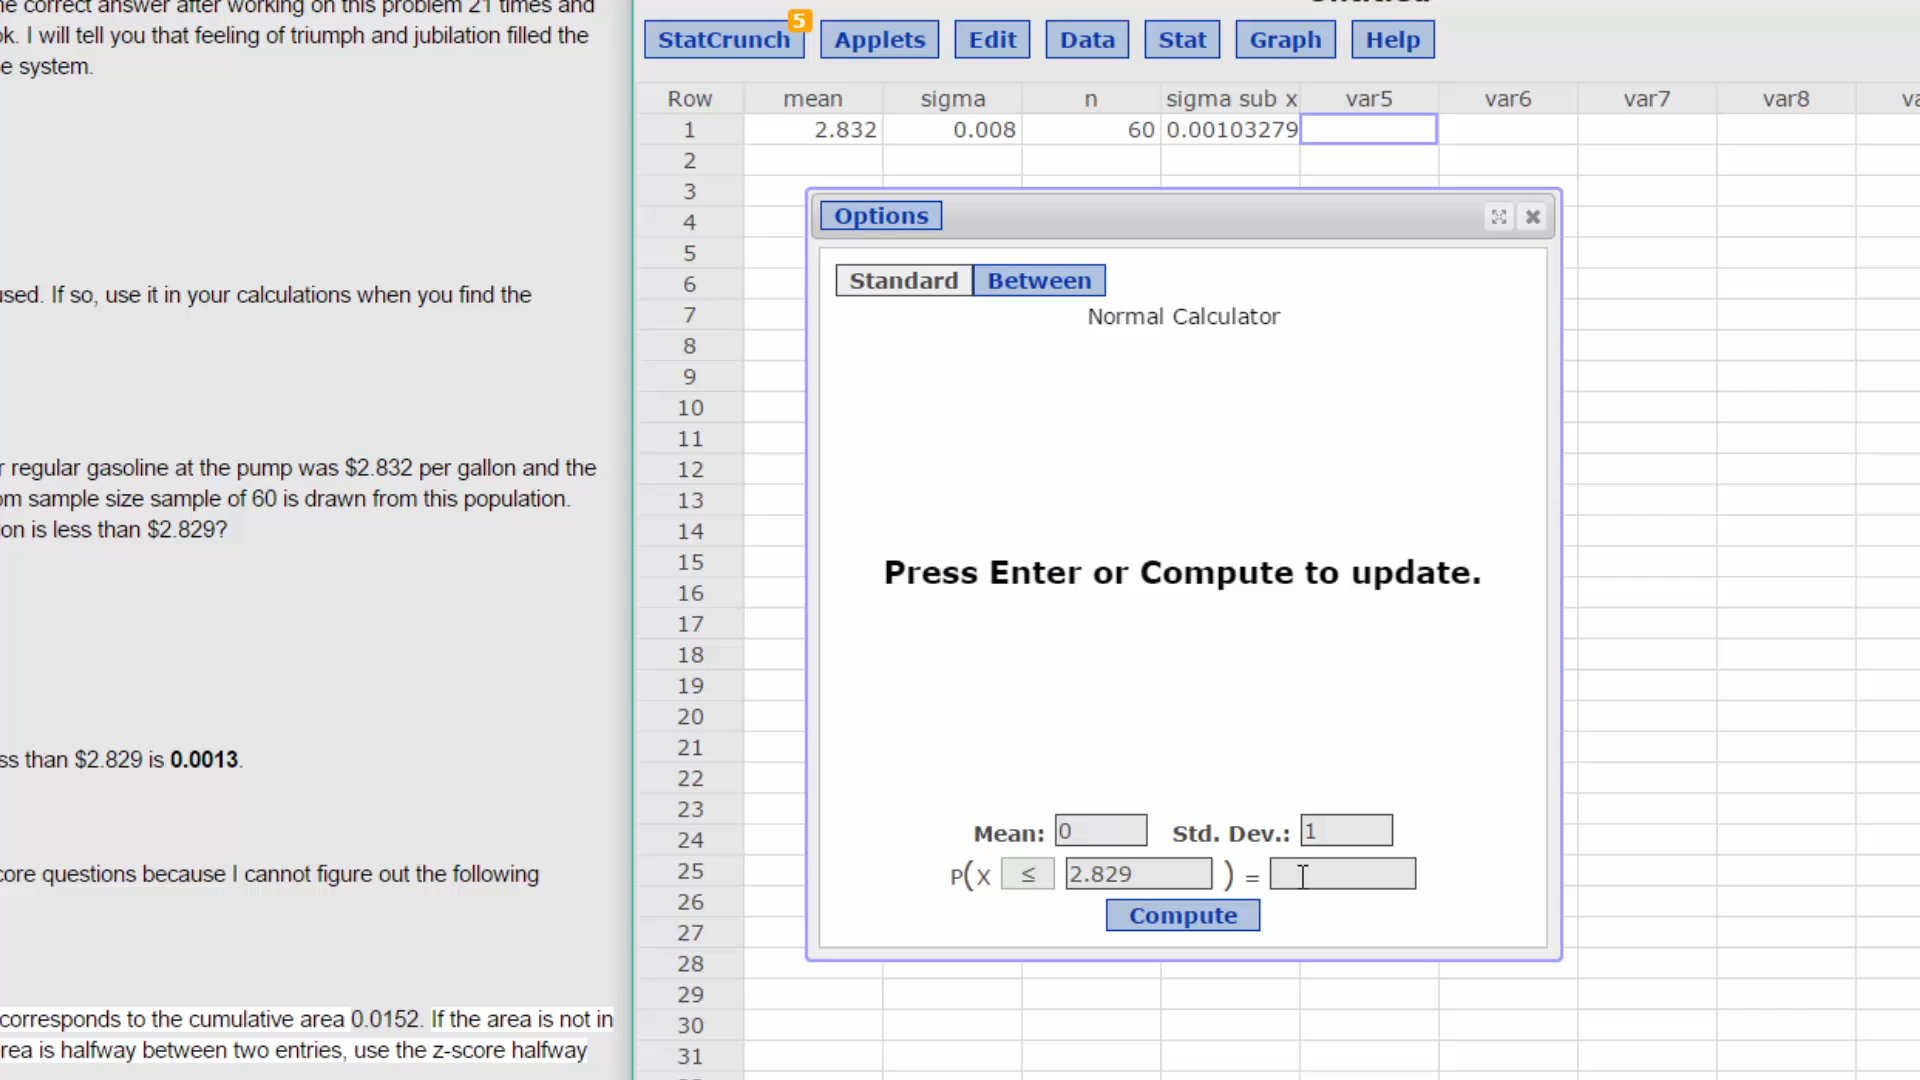 ne correct answer after working on this problem 21 times and
ok. I will tell you that feeling of triumph and jubilation filled the
e system.
used. If so, use it in your calculations when you find the
r regular gasoline at the pump was $2.832 per gallon and the
om sample size sample of 60 is drawn from this population.
on is less than $2.829?
ss than $2.829 is 0.0013.
core questions because I cannot figure out the following
corresponds to the cumulative area 0.0152. If the area is not in
rea is halfway between two entries, use the z-score halfway
StatCrunch 5 Applets Edit Data Stat Graph Help
Row mean sigma n sigma sub x var5 var6 var7 var8 va
1 2.832 0.008 60 0.00103279
2
3
4
5
6
7
8
9
10
11
12
13
14
15
16
17
18
19
20
21
22
23
24
25
26
27
28
29
30
31
Options
Standard Between
Normal Calculator
Press Enter or Compute to update.
Mean: 0 Std. Dev.: 1
P(X ≤ 2.829 ) =
Compute